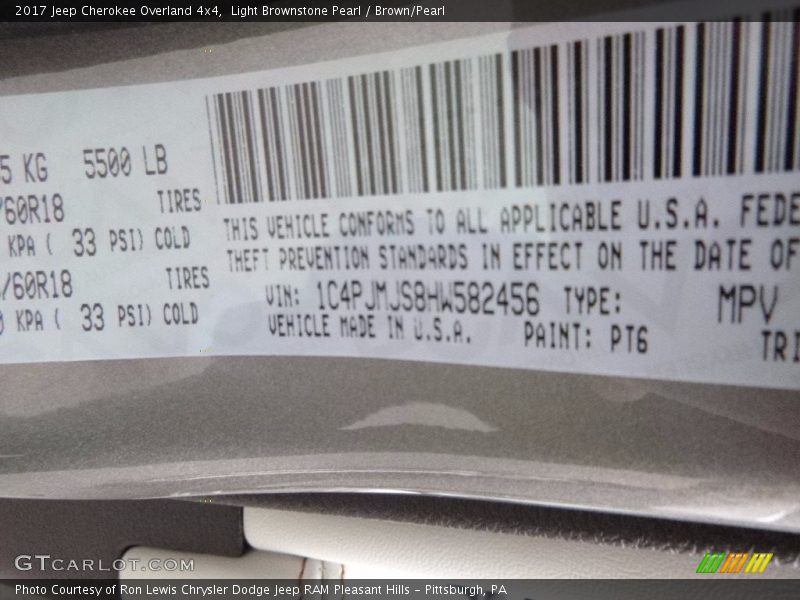 2017 Jeep Cherokee Overland 4x4, Light Brownstone Pearl / Brown/Pearl
5 KG 5500 LB
/60R18 TIRES
KPA ( 33 PSI) COLD
/60R18 TIRES
0 KPA ( 33 PSI) COLD
THIS VEHICLE CONFORMS TO ALL APPLICABLE U.S.A. FEDE
THEFT PREVENTION STANDARDS IN EFFECT ON THE DATE OF
VIN: 1C4PJMJS8HW582456 TYPE: MPV
VEHICLE MADE IN U.S.A. PAINT: PT6 TRI
GTCARLOT.COM
Photo Courtesy of Ron Lewis Chrysler Dodge Jeep RAM Pleasant Hills - Pittsburgh, PA